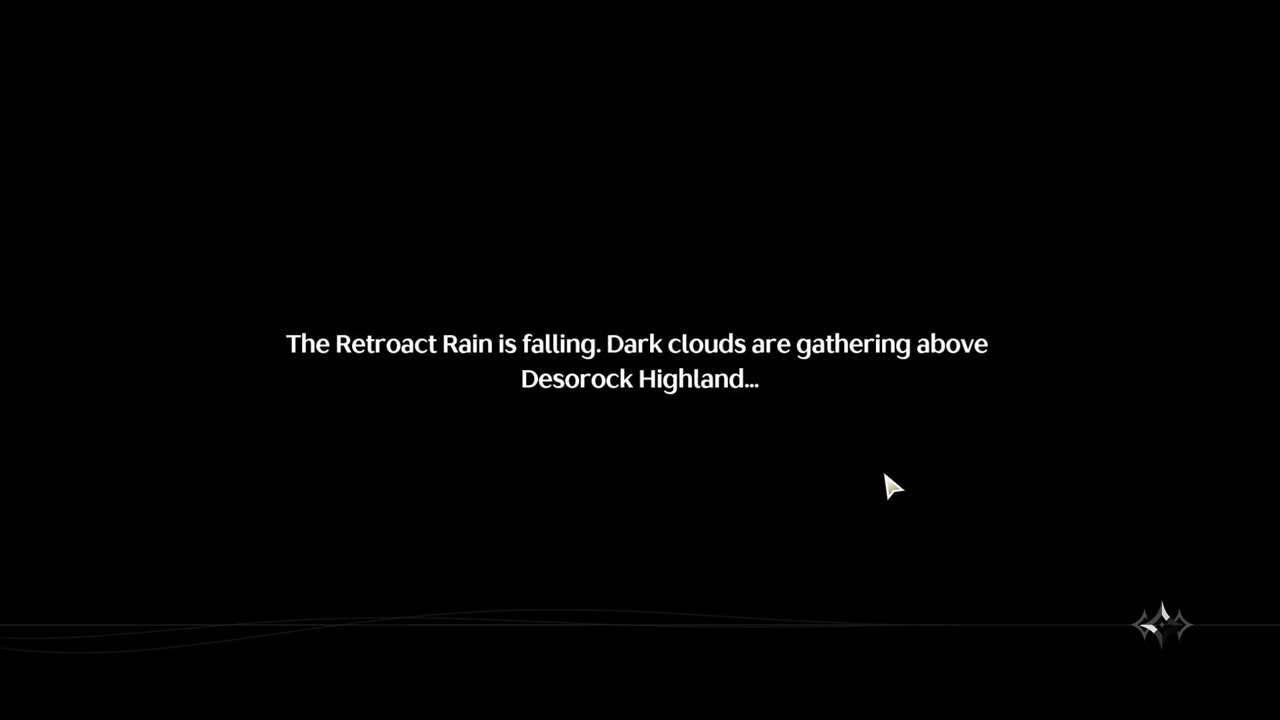 The Retroact Rain is falling. Dark clouds are gathering above
Desorock Highland...